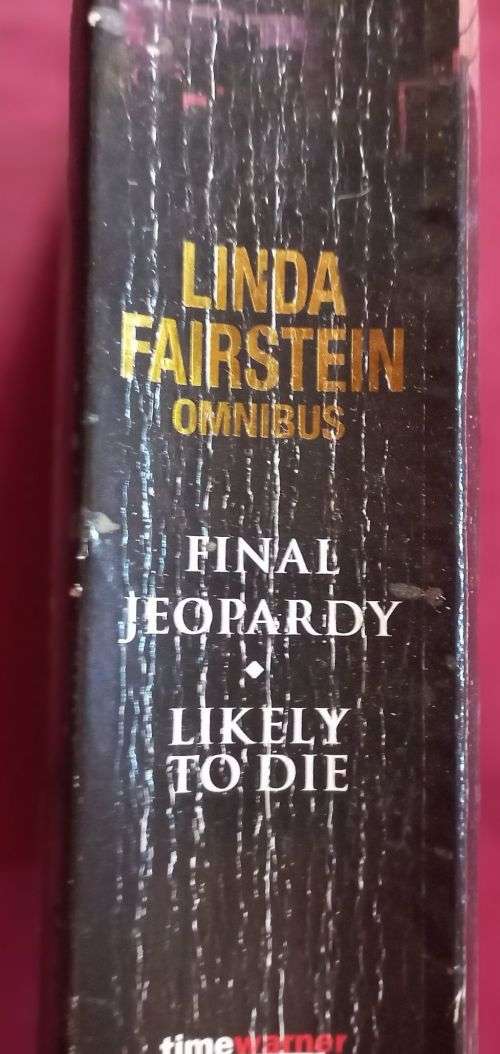 LINDA
FAIRSTEIN
OMNIBUS
FINAL
JEOPARDY
LIKELY
TO DIE
timewarner